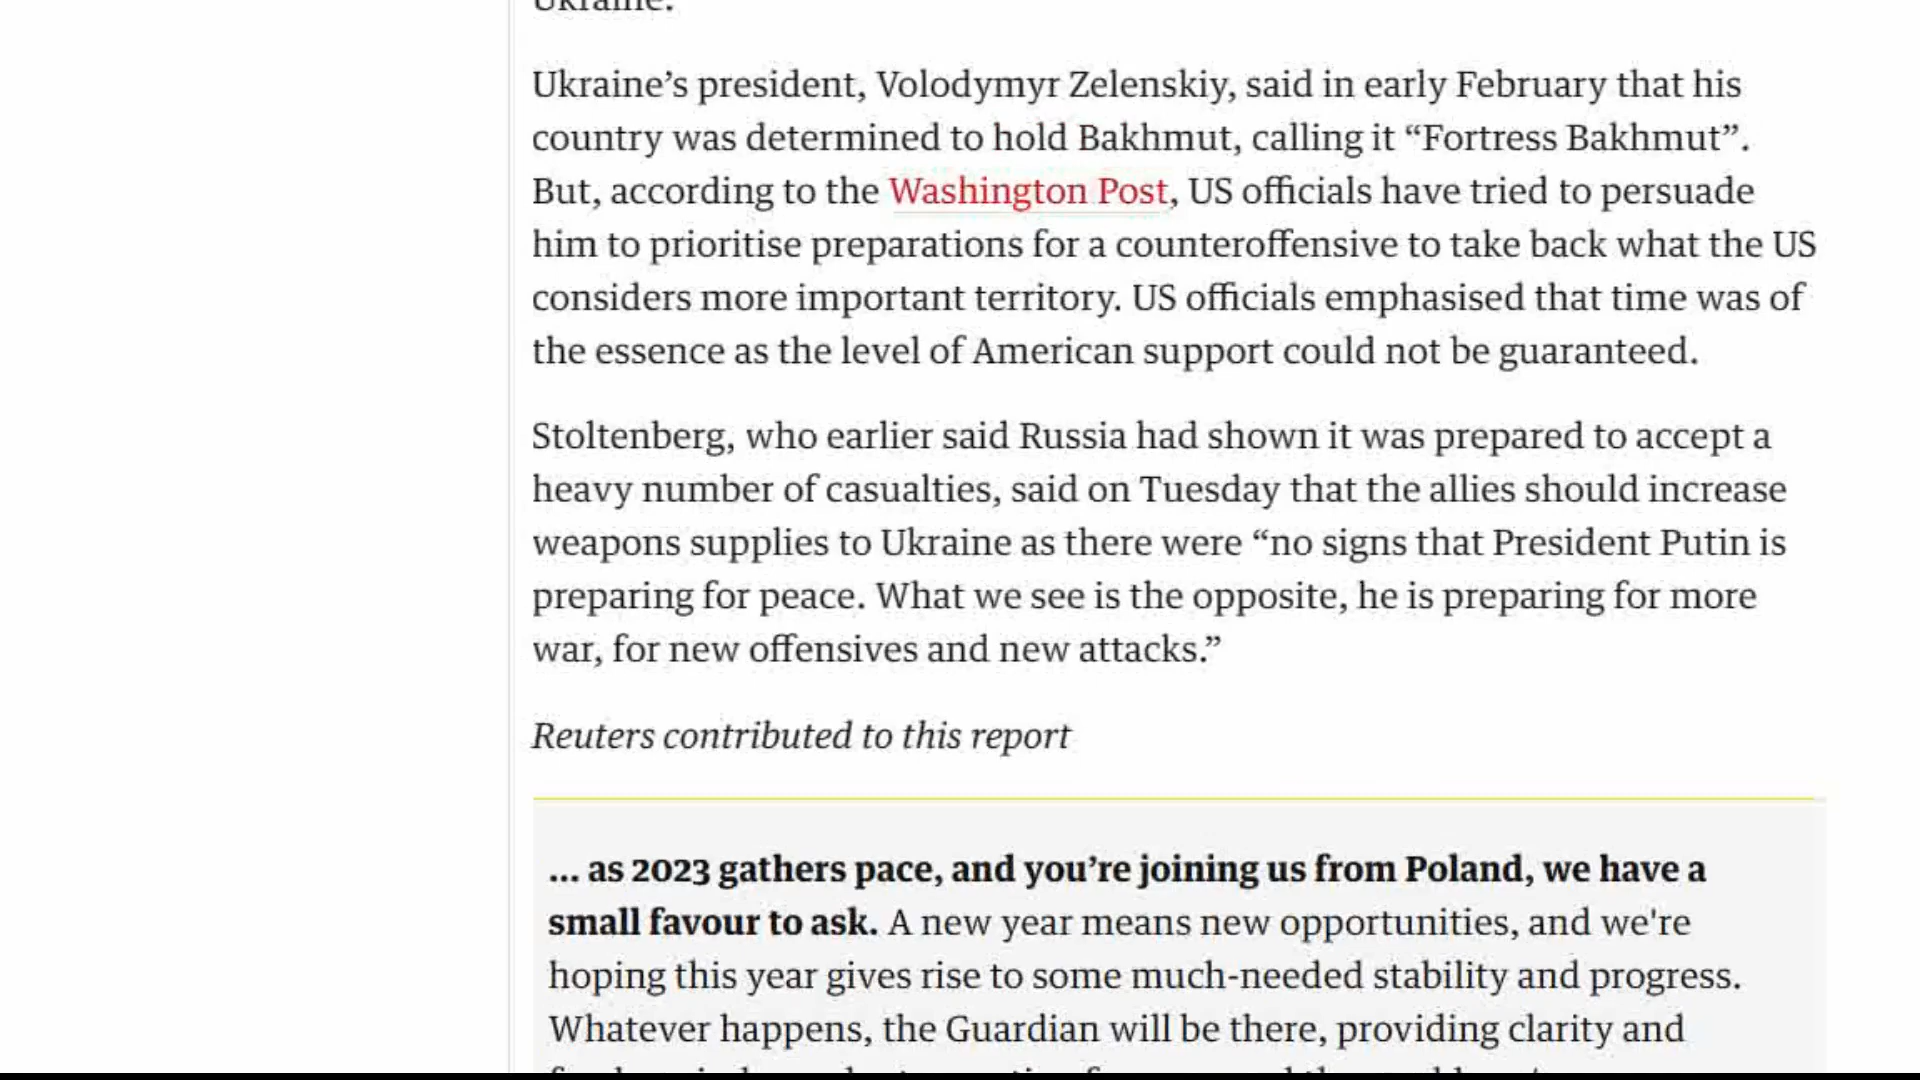 Ukraine.
Ukraine’s president, Volodymyr Zelenskiy, said in early February that his
country was determined to hold Bakhmut, calling it “Fortress Bakhmut”.
But, according to the Washington Post, US officials have tried to persuade
him to prioritise preparations for a counteroffensive to take back what the US
considers more important territory. US officials emphasised that time was of
the essence as the level of American support could not be guaranteed.
Stoltenberg, who earlier said Russia had shown it was prepared to accept a
heavy number of casualties, said on Tuesday that the allies should increase
weapons supplies to Ukraine as there were “no signs that President Putin is
preparing for peace. What we see is the opposite, he is preparing for more
war, for new offensives and new attacks.”
Reuters contributed to this report
... as 2023 gathers pace, and you’re joining us from Poland, we have a
small favour to ask. A new year means new opportunities, and we're
hoping this year gives rise to some much-needed stability and progress.
Whatever happens, the Guardian will be there, providing clarity and